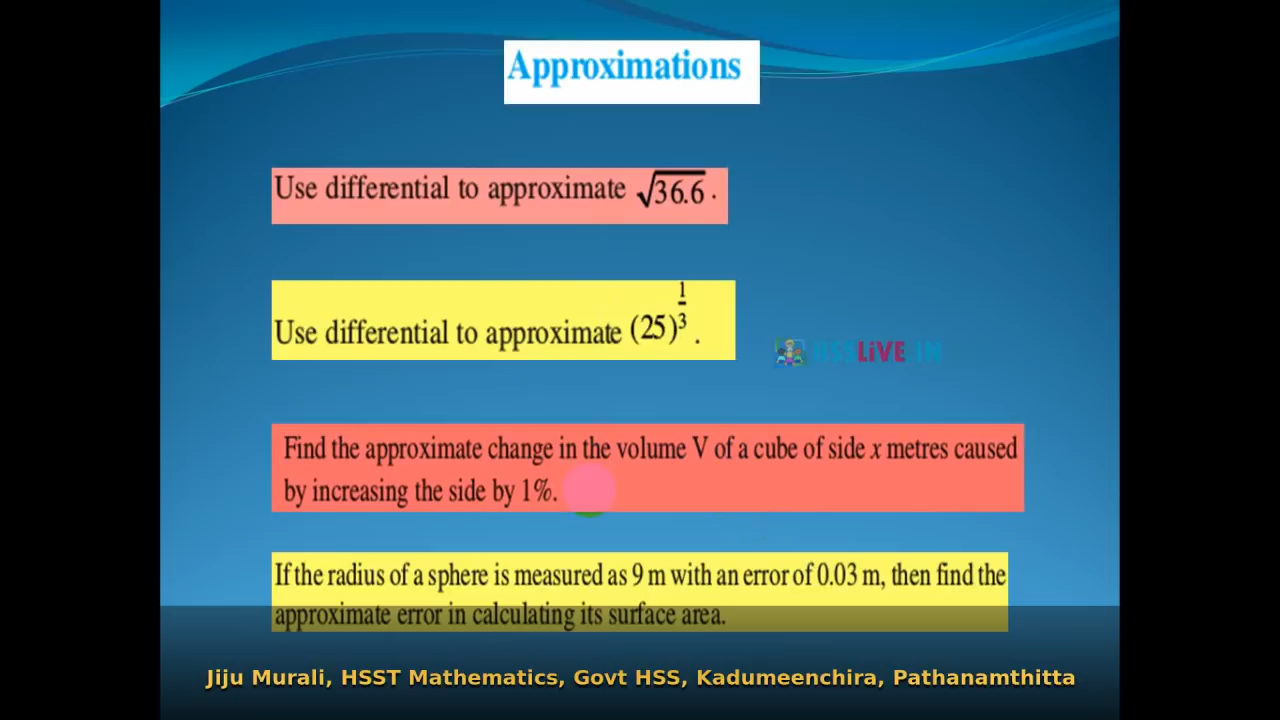 Approximations
Use differential to approximate √36.6 .
Use differential to approximate (25)^(1/3) .
HSSLiVE.IN
Find the approximate change in the volume V of a cube of side x metres caused
by increasing the side by 1%.
If the radius of a sphere is measured as 9 m with an error of 0.03 m, then find the
approximate error in calculating its surface area.
Jiju Murali, HSST Mathematics, Govt HSS, Kadumeenchira, Pathanamthitta